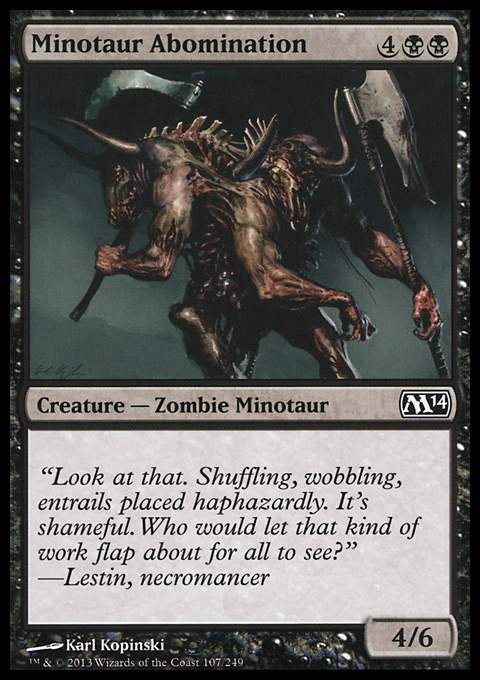 Minotaur Abomination 4
Creature — Zombie Minotaur M14
“Look at that. Shuffling, wobbling,
entrails placed haphazardly. It’s
shameful. Who would let that kind of
work flap about for all to see?”
—Lestin, necromancer
Karl Kopinski
4/6
™ & © 2013 Wizards of the Coast 107/249